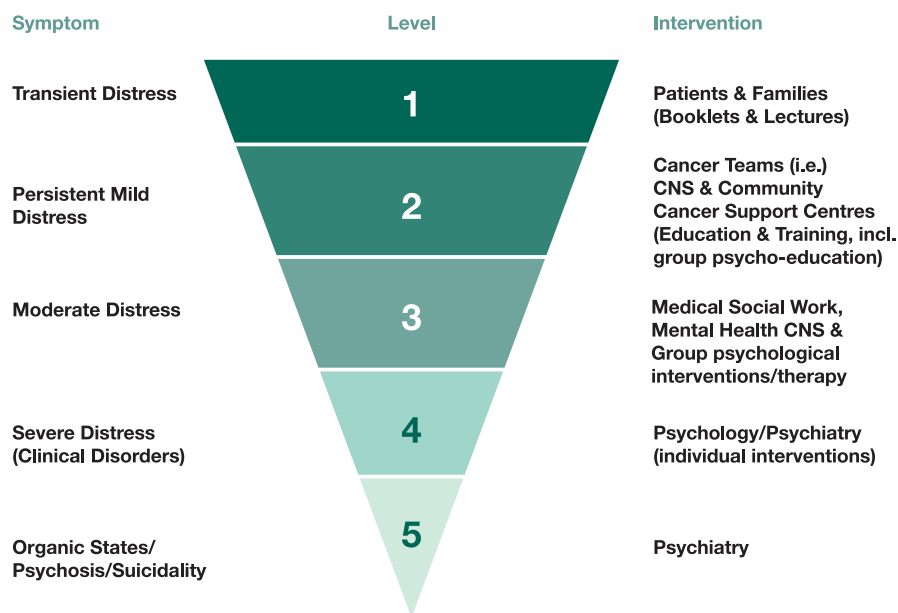 Symptom
Level
Intervention
Transient Distress
1
Patients & Families
(Booklets & Lectures)
Persistent Mild
Distress
2
Cancer Teams (i.e.)
CNS & Community
Cancer Support Centres
(Education & Training, incl.
group psycho-education)
Moderate Distress
3
Medical Social Work,
Mental Health CNS &
Group psychological
interventions/therapy
Severe Distress
(Clinical Disorders)
4
Psychology/Psychiatry
(individual interventions)
Organic States/
Psychosis/Suicidality
5
Psychiatry